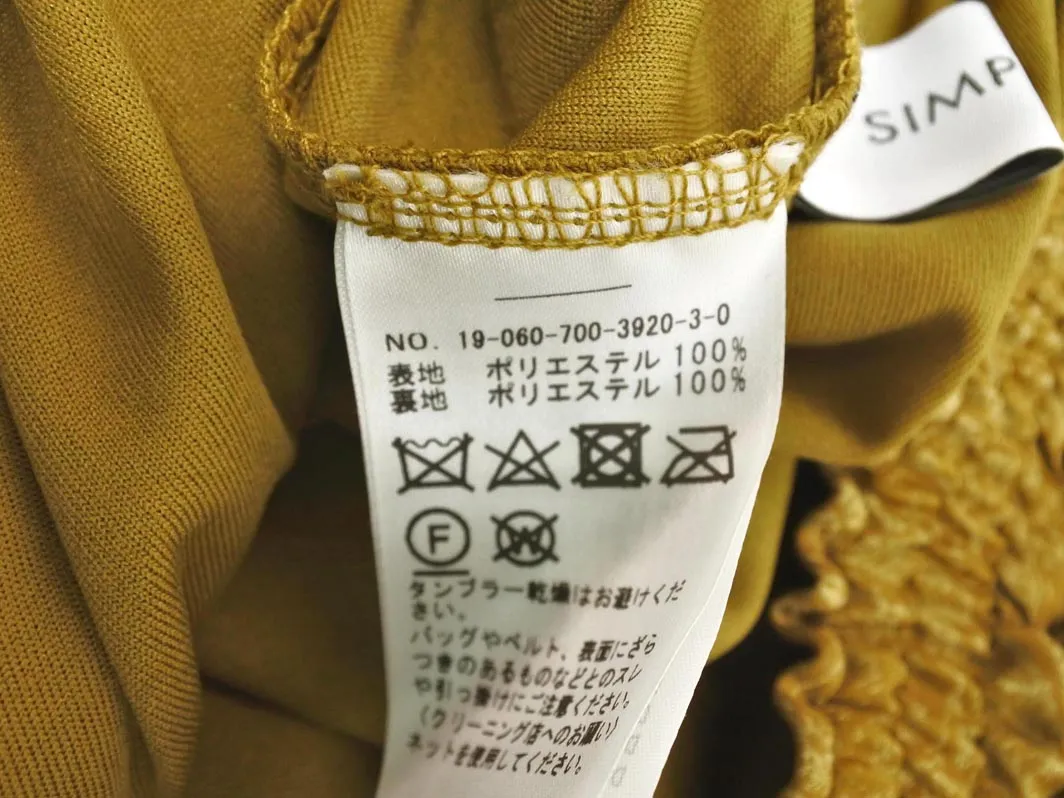 SIMP
NO. 19-060-700-3920-3-0
表地 ポリエステル 100%
裏地 ポリエステル 100%
F
W
タンブラー乾燥はお避けくだ
さい。
バッグやベルト、表面にざら
つきのあるものなどとのスレ
や引っ掛けにご注意ください。
(クリーニング店へのお願い)
ネットを使用してください。